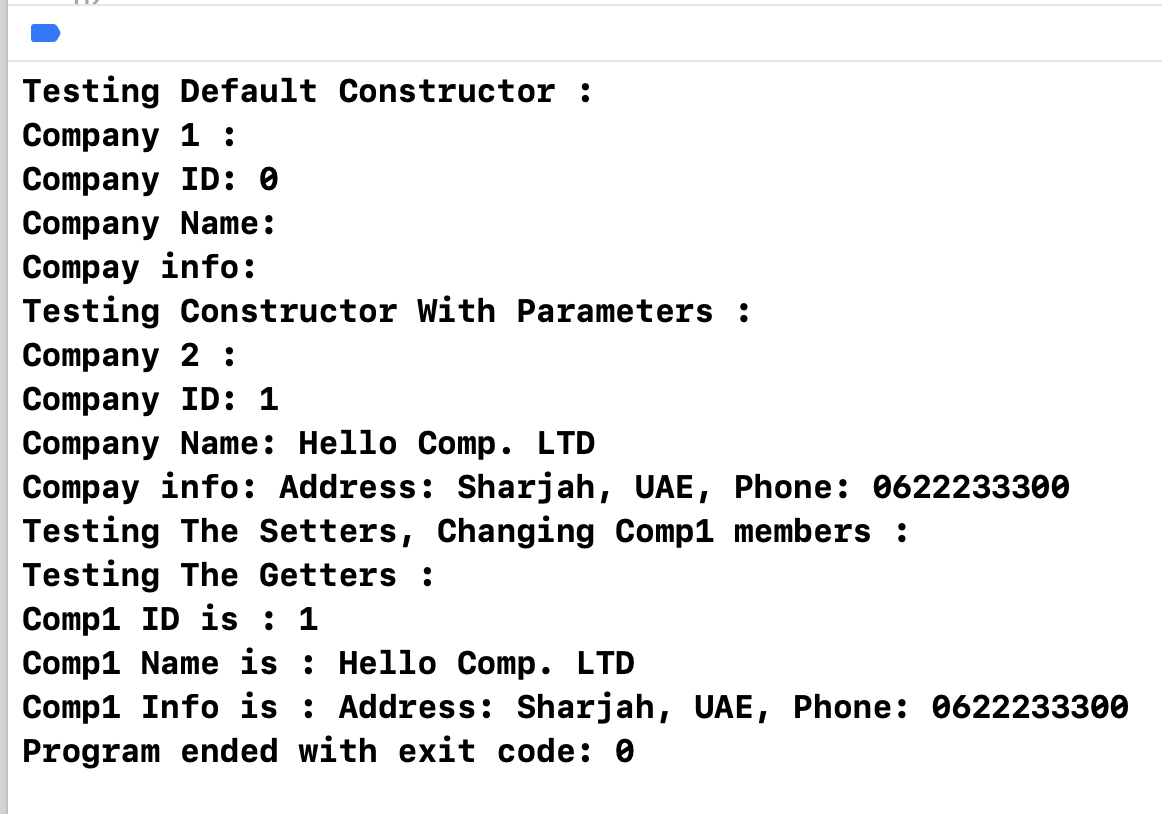 Testing Default Constructor :
Company 1 :
Company ID: 0
Company Name:
Compay info:
Testing Constructor With Parameters :
Company 2 :
Company ID: 1
Company Name: Hello Comp. LTD
Compay info: Address: Sharjah, UAE, Phone: 0622233300
Testing The Setters, Changing Comp1 members :
Testing The Getters :
Comp1 ID is : 1
Comp1 Name is : Hello Comp. LTD
Comp1 Info is : Address: Sharjah, UAE, Phone: 0622233300
Program ended with exit code: 0